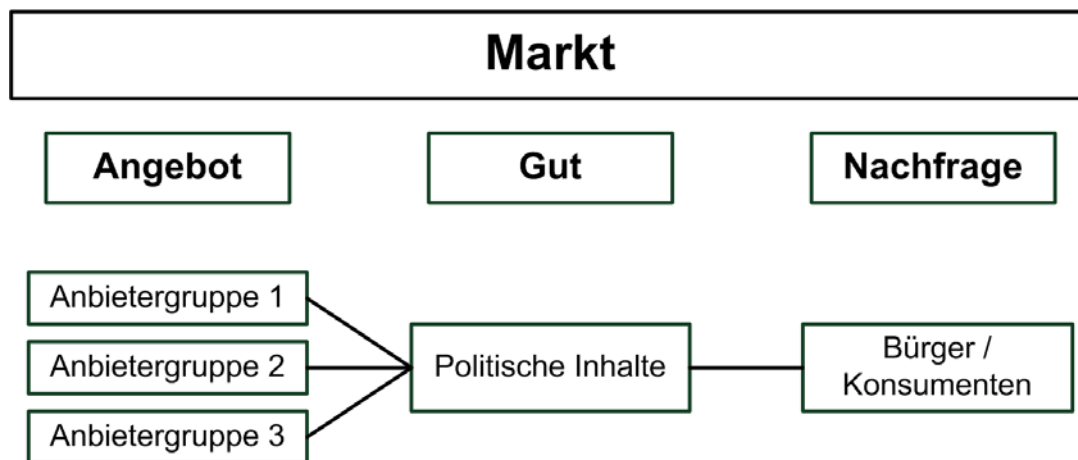 Markt
Angebot
Gut
Nachfrage
Anbietergruppe 1
Anbietergruppe 2
Anbietergruppe 3
Politische Inhalte
Bürger /
Konsumenten